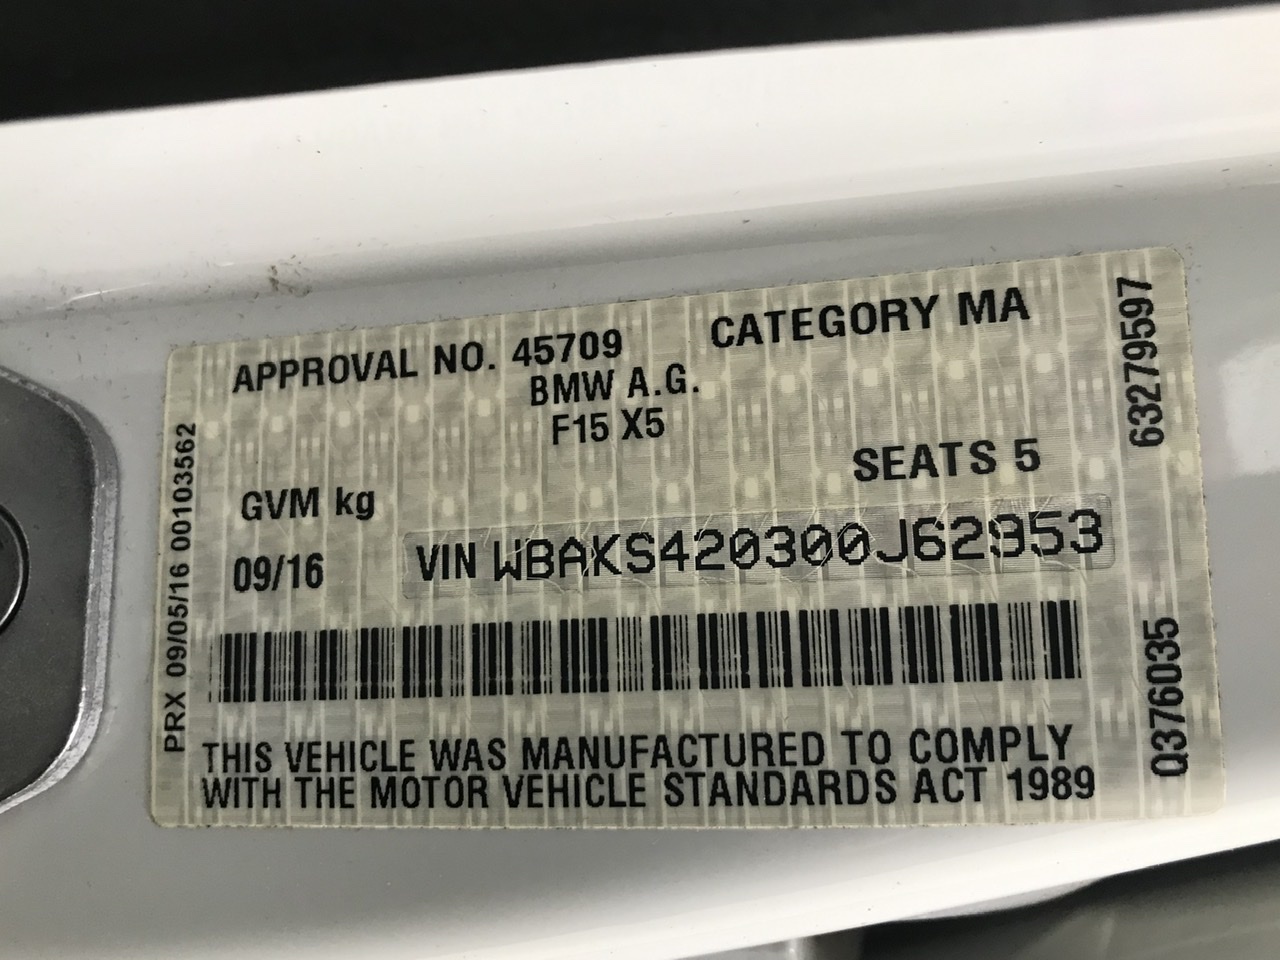 APPROVAL NO. 45709 CATEGORY MA
BMW A.G.
F15 X5
SEATS 5
GVM kg
09/16 VIN WBAKS420300J62953
THIS VEHICLE WAS MANUFACTURED TO COMPLY
WITH THE MOTOR VEHICLE STANDARDS ACT 1989
PRX 09/05/16 00103562
63279597
Q376035